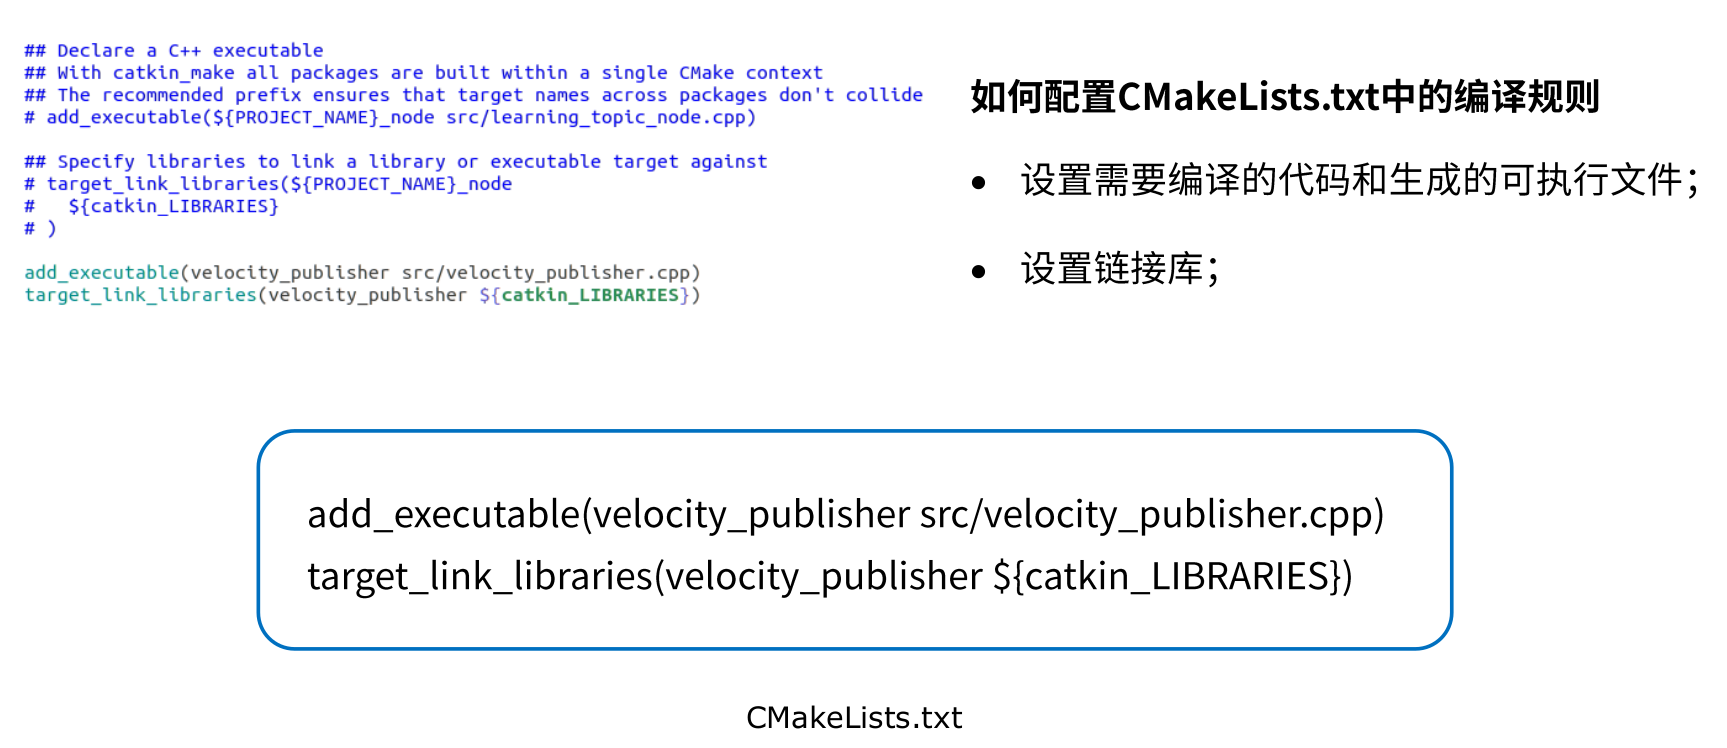 ## Declare a C++ executable
## With catkin_make all packages are built within a single CMake context
## The recommended prefix ensures that target names across packages don't collide
# add_executable(${PROJECT_NAME}_node src/learning_topic_node.cpp)
## Specify libraries to link a library or executable target against
# target_link_libraries(${PROJECT_NAME}_node
#   ${catkin_LIBRARIES}
# )
add_executable(velocity_publisher src/velocity_publisher.cpp)
target_link_libraries(velocity_publisher ${catkin_LIBRARIES})
如何配置CMakeLists.txt中的编译规则
• 设置需要编译的代码和生成的可执行文件；
• 设置链接库；
add_executable(velocity_publisher src/velocity_publisher.cpp)
target_link_libraries(velocity_publisher ${catkin_LIBRARIES})
CMakeLists.txt